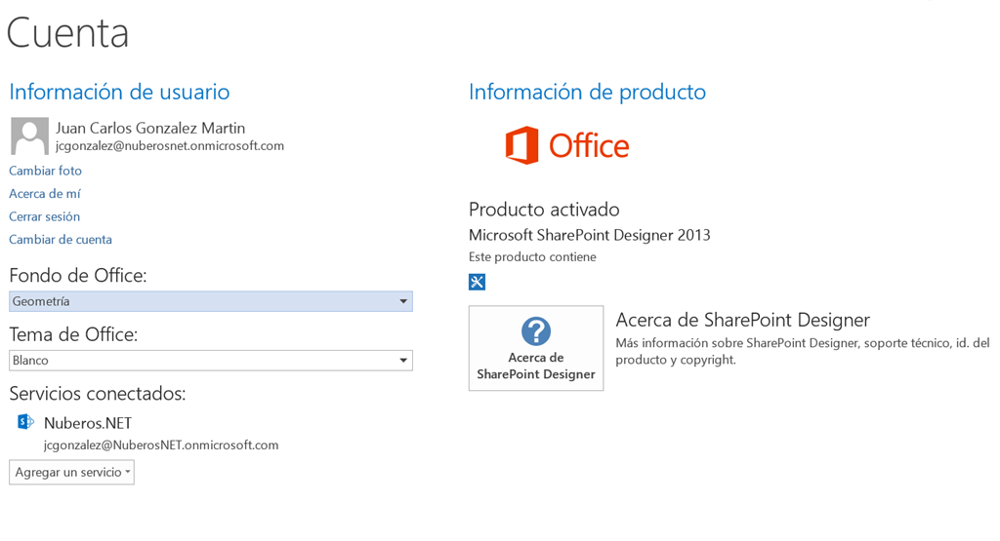 Cuenta
Información de usuario
Juan Carlos Gonzalez Martin
jcgonzalez@nuberosnet.onmicrosoft.com
Cambiar foto
Acerca de mí
Cerrar sesión
Cambiar de cuenta
Fondo de Office:
Geometría
Tema de Office:
Blanco
Servicios conectados:
Nuberos.NET
jcgonzalez@NuberosNET.onmicrosoft.com
Agregar un servicio
Información de producto
Office
Producto activado
Microsoft SharePoint Designer 2013
Este producto contiene
Acerca de
SharePoint Designer
Acerca de SharePoint Designer
Más información sobre SharePoint Designer, soporte técnico, id. del
producto y copyright.